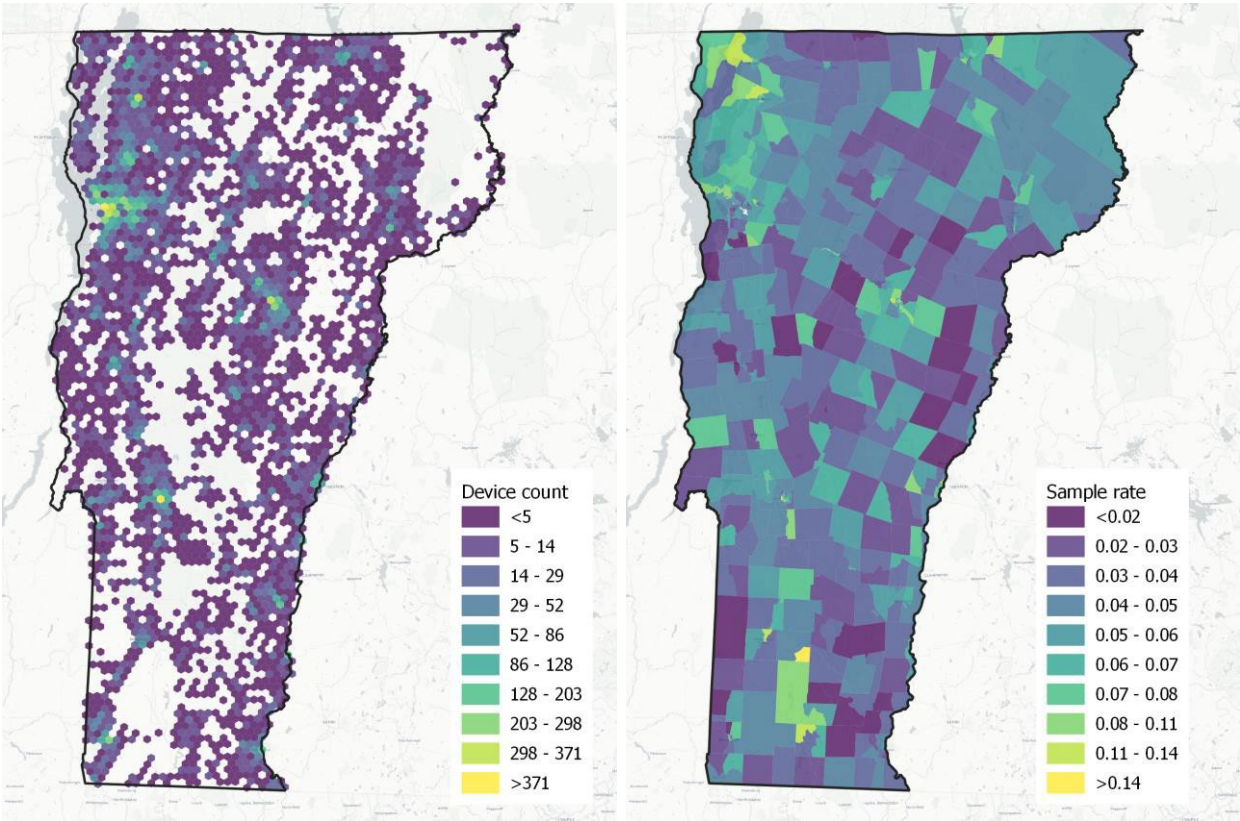 Device count
<5
5 - 14
14 - 29
29 - 52
52 - 86
86 - 128
128 - 203
203 - 298
298 - 371
>371
Sample rate
<0.02
0.02 - 0.03
0.03 - 0.04
0.04 - 0.05
0.05 - 0.06
0.06 - 0.07
0.07 - 0.08
0.08 - 0.11
0.11 - 0.14
>0.14